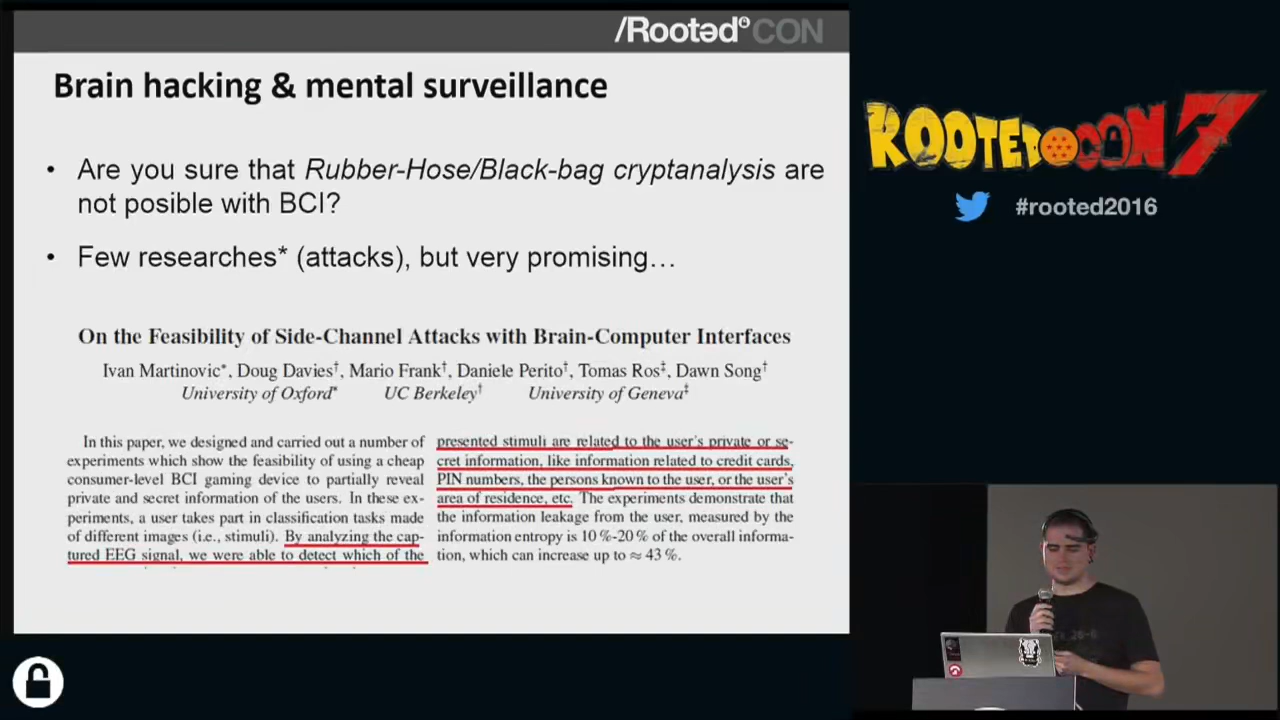 /RootedCON
Brain hacking & mental surveillance
• Are you sure that Rubber-Hose/Black-bag cryptanalysis are
not posible with BCI?
• Few researches* (attacks), but very promising…
On the Feasibility of Side-Channel Attacks with Brain-Computer Interfaces
Ivan Martinovic*, Doug Davies†, Mario Frank†, Daniele Perito†, Tomas Ros‡, Dawn Song†
University of Oxford* UC Berkeley† University of Geneva‡
In this paper, we designed and carried out a number of
experiments which show the feasibility of using a cheap
consumer-level BCI gaming device to partially reveal
private and secret information of the users. In these ex-
periments, a user takes part in classification tasks made
of different images (i.e., stimuli). By analyzing the cap-
tured EEG signal, we were able to detect which of the
presented stimuli are related to the user's private or se-
cret information, like information related to credit cards,
PIN numbers, the persons known to the user, or the user's
area of residence, etc. The experiments demonstrate that
the information leakage from the user, measured by the
information entropy is 10 %-20 % of the overall informa-
tion, which can increase up to ≈ 43 %.
ROOTETOCON 7
#rooted2016